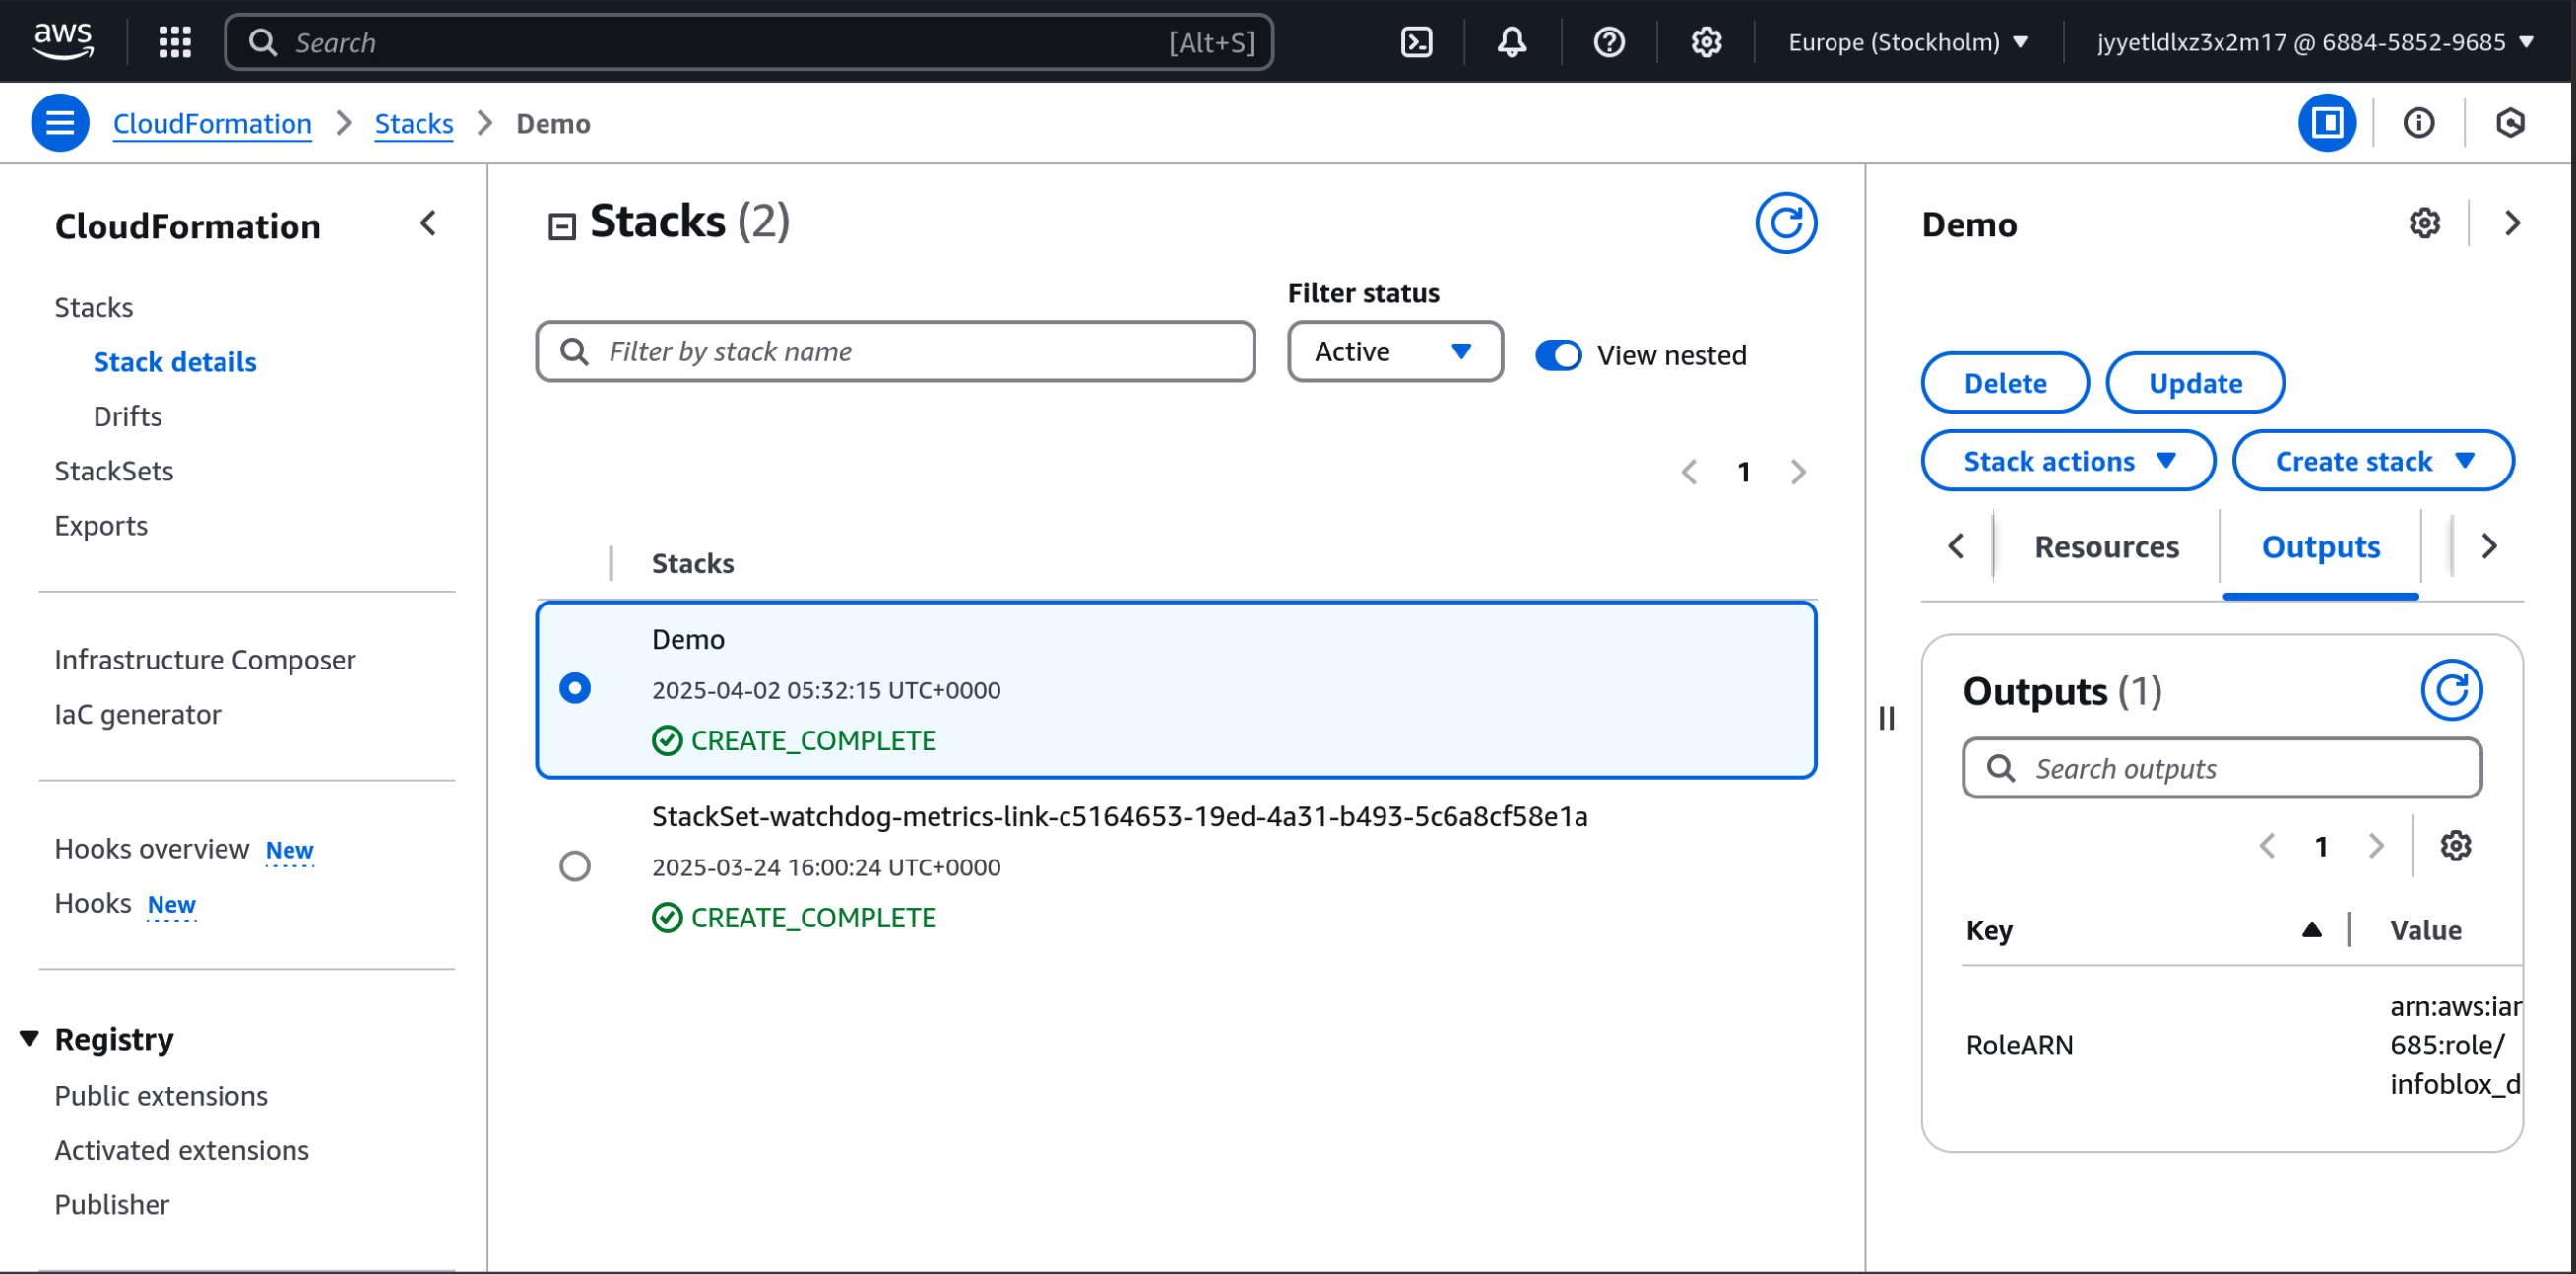 aws
Search [Alt+S]
Europe (Stockholm)
jyyetldlxz3x2m17 @ 6884-5852-9685
CloudFormation
Stacks
Demo
CloudFormation
Stacks
Stack details
Drifts
StackSets
Exports
Infrastructure Composer
IaC generator
Hooks overview New
Hooks New
Registry
Public extensions
Activated extensions
Publisher
Stacks (2)
Filter status
Filter by stack name
Active
View nested
1
Stacks
Demo
2025-04-02 05:32:15 UTC+0000
CREATE_COMPLETE
StackSet-watchdog-metrics-link-c5164653-19ed-4a31-b493-5c6a8cf58e1a
2025-03-24 16:00:24 UTC+0000
CREATE_COMPLETE
Demo
Delete
Update
Stack actions
Create stack
Resources
Outputs
Outputs (1)
Search outputs
1
Key
Value
RoleARN
arn:aws:iar
685:role/
infoblox_d